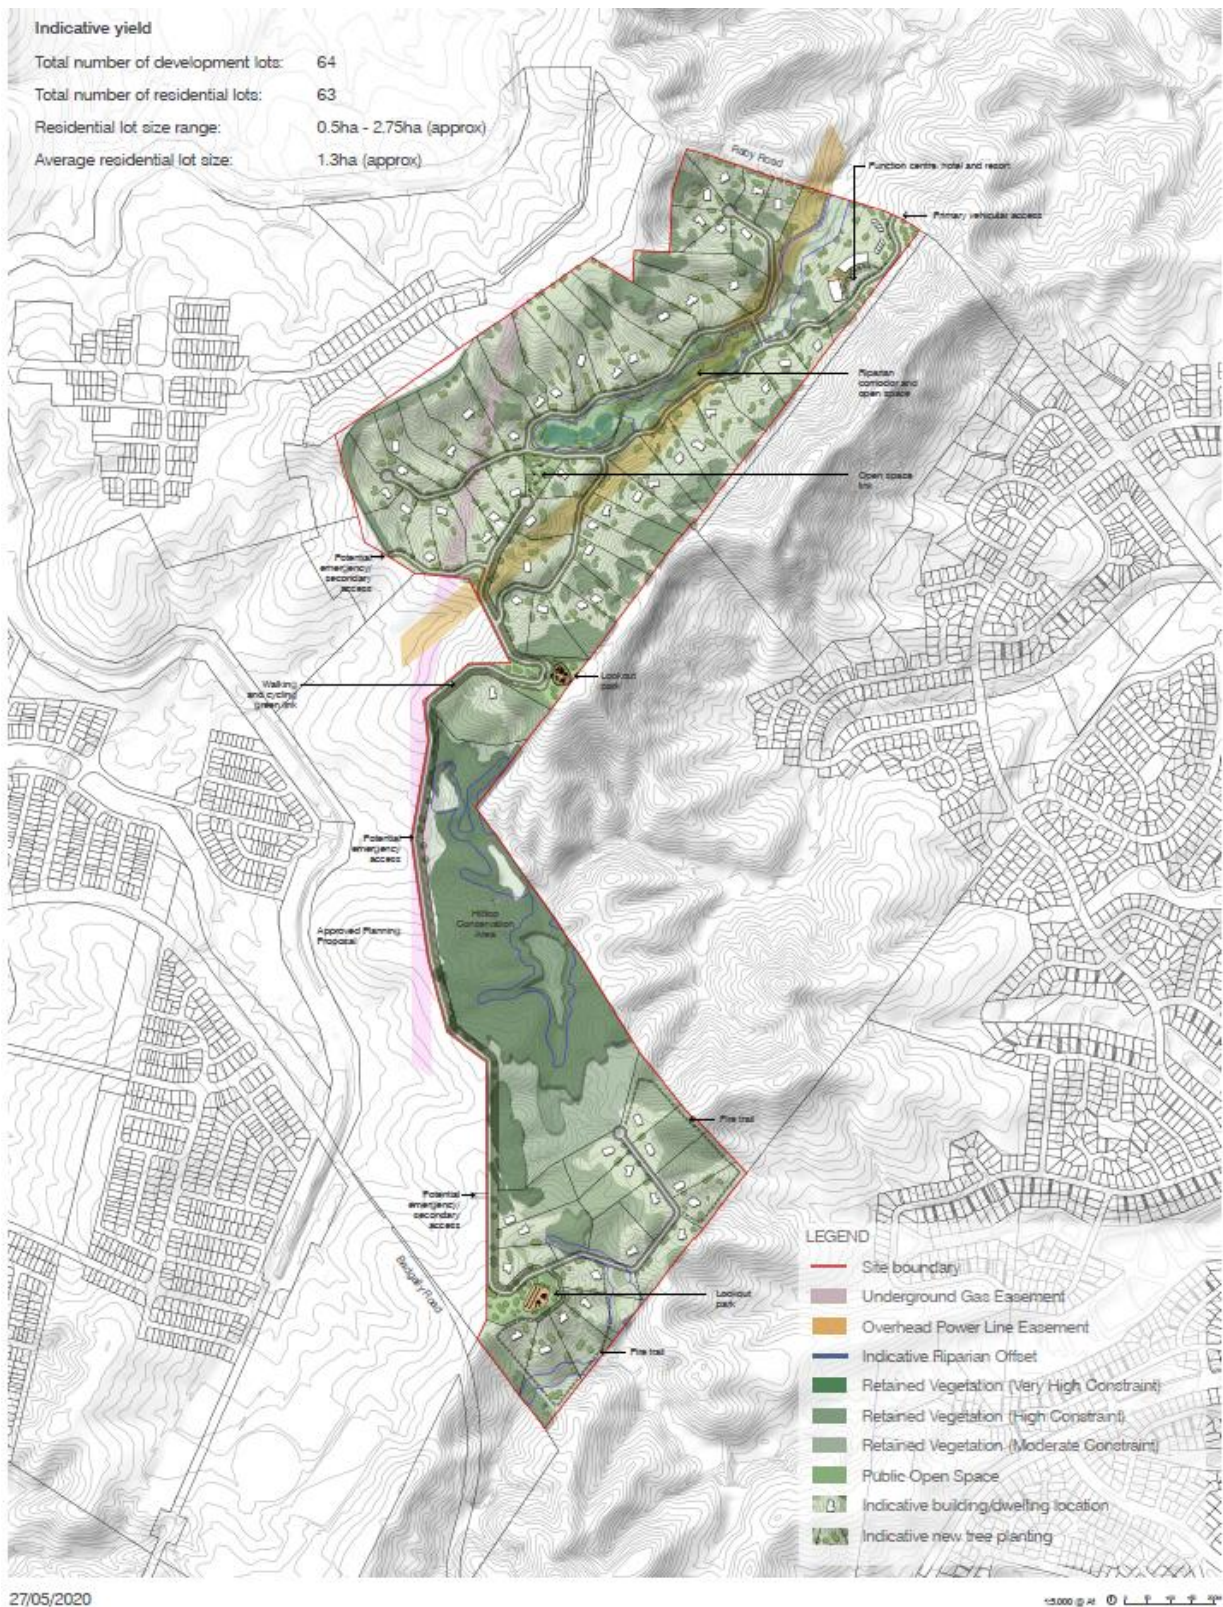 Indicative yield
Total number of development lots: 64
Total number of residential lots: 63
Residential lot size range: 0.5ha - 2.75ha (approx)
Average residential lot size: 1.3ha (approx)
Raby Road
Function centre, hotel and resort
Primary vehicular access
Riparian
corridor and
open space
Open space
link
Potential
emergency/
secondary
access
Walking
and cycling
green link
Lookout
park
Potential
emergency
access
Hilltop
Conservation
Area
Approved Planning
Proposal
Fire trail
Potential
emergency/
secondary
access
Badgally Road
Lookout
park
Fire trail
LEGEND
Site boundary
Underground Gas Easement
Overhead Power Line Easement
Indicative Riparian Offset
Retained Vegetation (Very High Constraint)
Retained Vegetation (High Constraint)
Retained Vegetation (Moderate Constraint)
Public Open Space
Indicative building/dwelling location
Indicative new tree planting
27/05/2020
1:5,000 @ A1